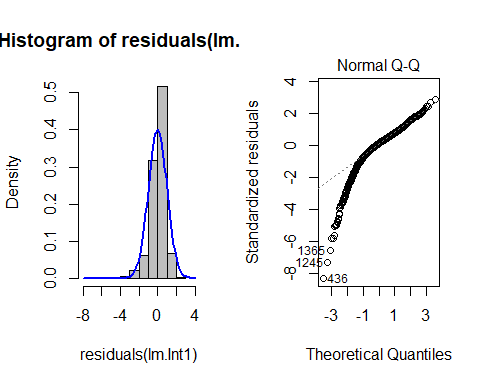 Histogram of residuals(lm.
Density
0.0 0.1 0.2 0.3 0.4 0.5
-8 -4 0 4
residuals(lm.Int1)
Normal Q-Q
Standardized residuals
-8 -6 -4 -2 0 2 4
1365
1245
436
-3 -1 1 3
Theoretical Quantiles